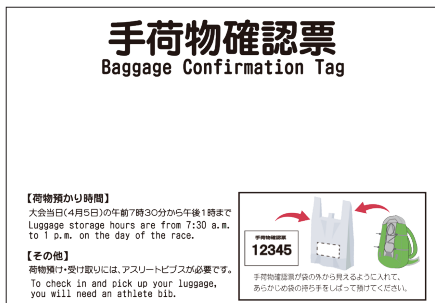 手荷物確認票
Baggage Confirmation Tag
【荷物預かり時間】
大会当日(4月5日)の午前7時30分から午後1時まで
Luggage storage hours are from 7:30 a.m.
to 1 p.m. on the day of the race.
【その他】
荷物預け・受け取りには、アスリートビブスが必要です。
To check in and pick up your luggage,
you will need an athlete bib.
手荷物確認票
12345
手荷物確認票が袋の外から見えるように入れて、
あらかじめ袋の持ち手をしばって預けてください。